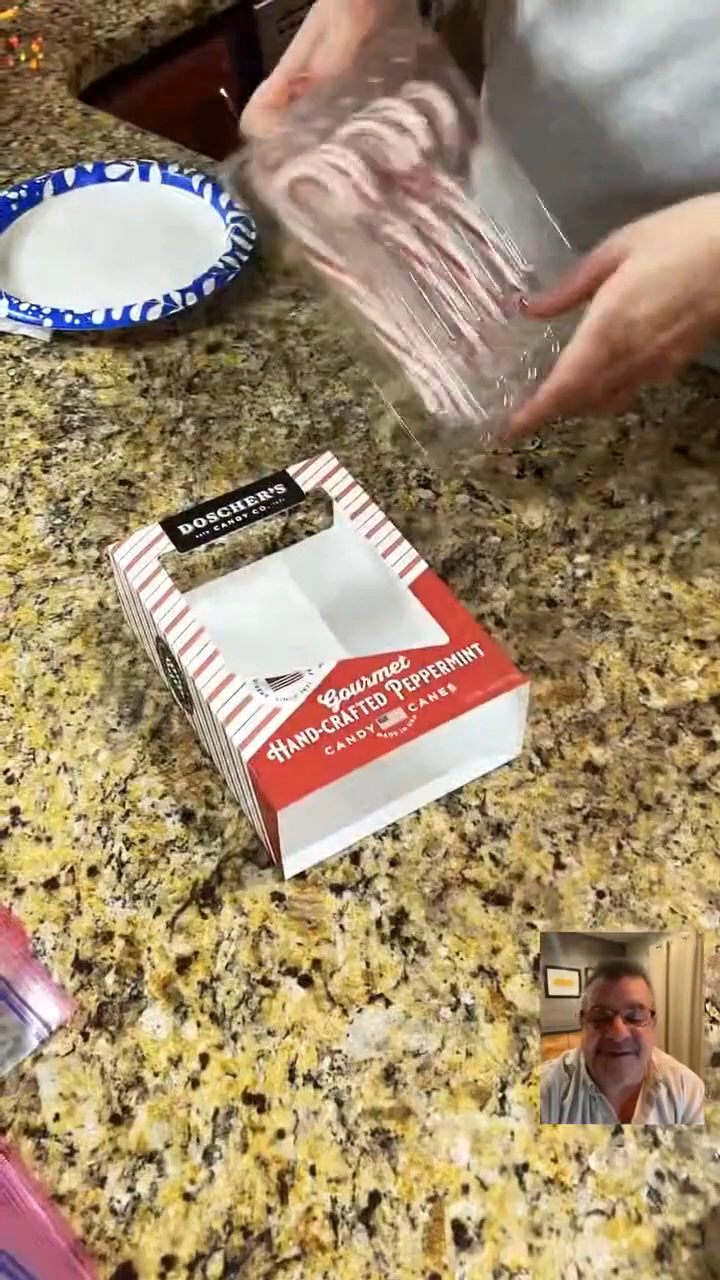 DOSCHER'S
CANDY CO.
Gourmet
HAND-CRAFTED PEPPERMINT
CANDY CANES
MADE IN USA